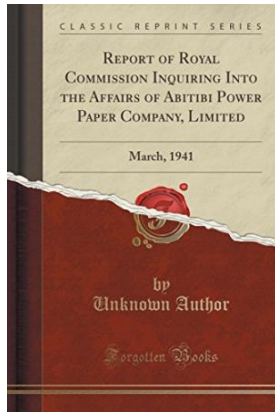 CLASSIC REPRINT SERIES
REPORT OF ROYAL
COMMISSION INQUIRING INTO
THE AFFAIRS OF ABITIBI POWER
PAPER COMPANY, LIMITED
March, 1941
by
Unknown Author
Forgotten Books